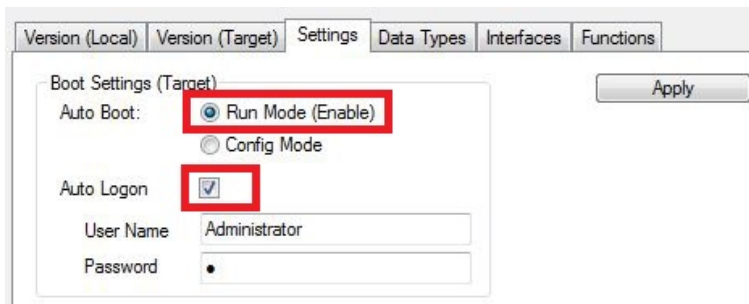 Version (Local) Version (Target) Settings Data Types Interfaces Functions
Boot Settings (Target)
Apply
Auto Boot: Run Mode (Enable)
Config Mode
Auto Logon
User Name Administrator
Password •